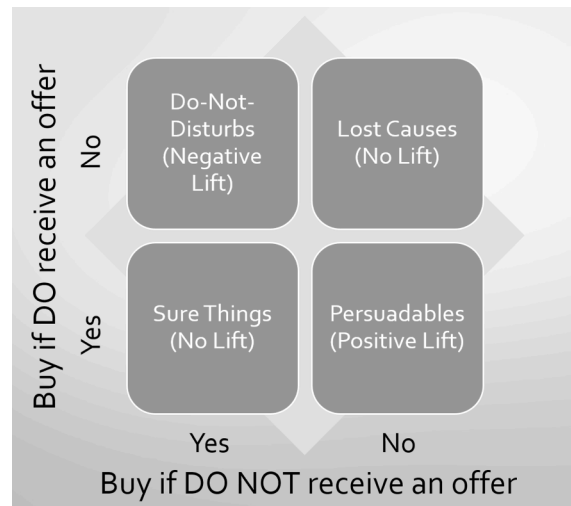 Buy if DO receive an offer
No
Do-Not-
Disturbs
(Negative
Lift)
Lost Causes
(No Lift)
Yes
Sure Things
(No Lift)
Persuadables
(Positive Lift)
Yes
No
Buy if DO NOT receive an offer